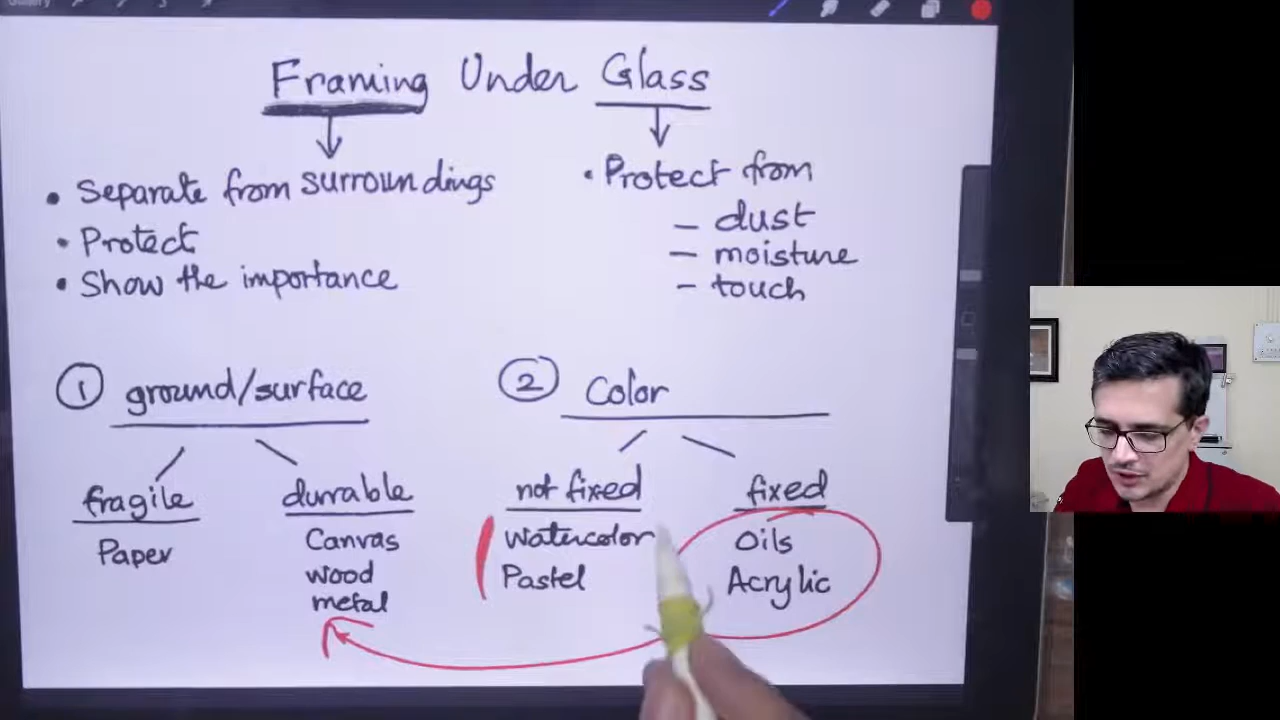 Framing Under Glass
• Separate from surroundings
• Protect
• Show the importance
• Protect from
– dust
– moisture
– touch
① ground/surface
fragile
Paper
durable
Canvas
wood
metal
② Color
not fixed
Watercolor
Pastel
fixed
Oils
Acrylic